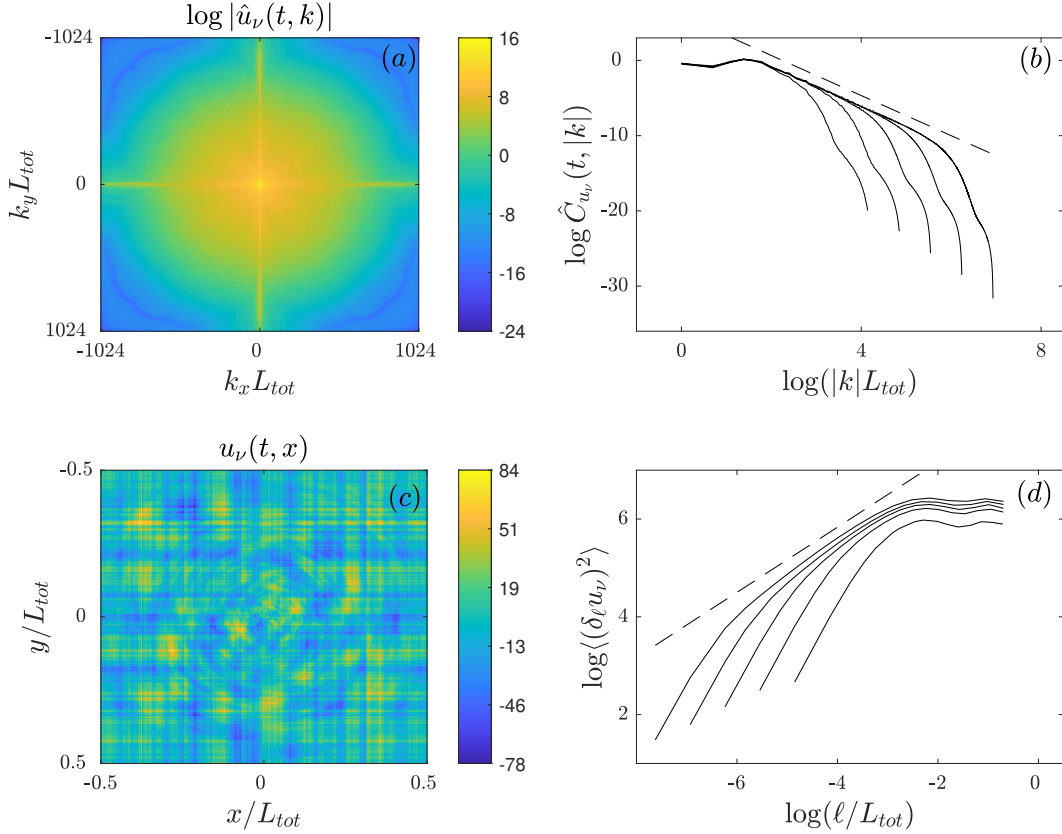 log |û_ν(t, k)|
(a)
-1024
0
1024
k_y L_tot
-1024
0
1024
k_x L_tot
16
8
0
-8
-16
-24
(b)
0
-10
-20
-30
log Ĉ_{u_ν}(t, |k|)
0
4
8
log(|k|L_tot)
u_ν(t, x)
(c)
-0.5
0
0.5
y/L_tot
-0.5
0
0.5
x/L_tot
84
51
19
-13
-46
-78
(d)
6
4
2
log⟨(δ_ℓ u_ν)^2⟩
-6
-4
-2
0
log(ℓ/L_tot)